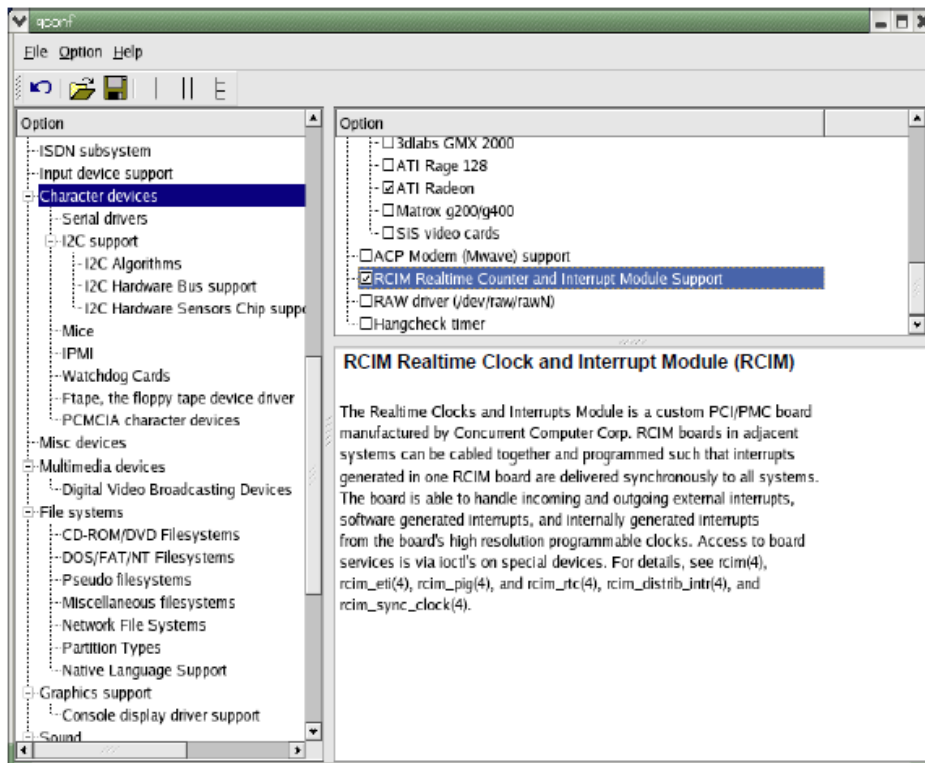 qconf
File Option Help
Option
ISDN subsystem
Input device support
Character devices
Serial drivers
I2C support
I2C Algorithms
I2C Hardware Bus support
I2C Hardware Sensors Chip suppo
Mice
IPMI
Watchdog Cards
Ftape, the floppy tape device driver
PCMCIA character devices
Misc devices
Multimedia devices
Digital Video Broadcasting Devices
File systems
CD-ROM/DVD Filesystems
DOS/FAT/NT Filesystems
Pseudo filesystems
Miscellaneous filesystems
Network File Systems
Partition Types
Native Language Support
Graphics support
Console display driver support
Sound
Option
3dlabs GMX 2000
ATI Rage 128
ATI Radeon
Matrox g200/g400
SIS video cards
ACP Modem (Mwave) support
RCIM Realtime Counter and Interrupt Module Support
RAW driver (/dev/raw/rawN)
Hangcheck timer
RCIM Realtime Clock and Interrupt Module (RCIM)
The Realtime Clocks and Interrupts Module is a custom PCI/PMC board
manufactured by Concurrent Computer Corp. RCIM boards in adjacent
systems can be cabled together and programmed such that interrupts
generated in one RCIM board are delivered synchronously to all systems.
The board is able to handle incoming and outgoing external interrupts,
software generated interrupts, and internally generated interrupts
from the board's high resolution programmable clocks. Access to board
services is via ioctl's on special devices. For details, see rcim(4),
rcim_eti(4), rcim_pig(4), and rcim_rtc(4), rcim_distrib_intr(4), and
rcim_sync_clock(4).